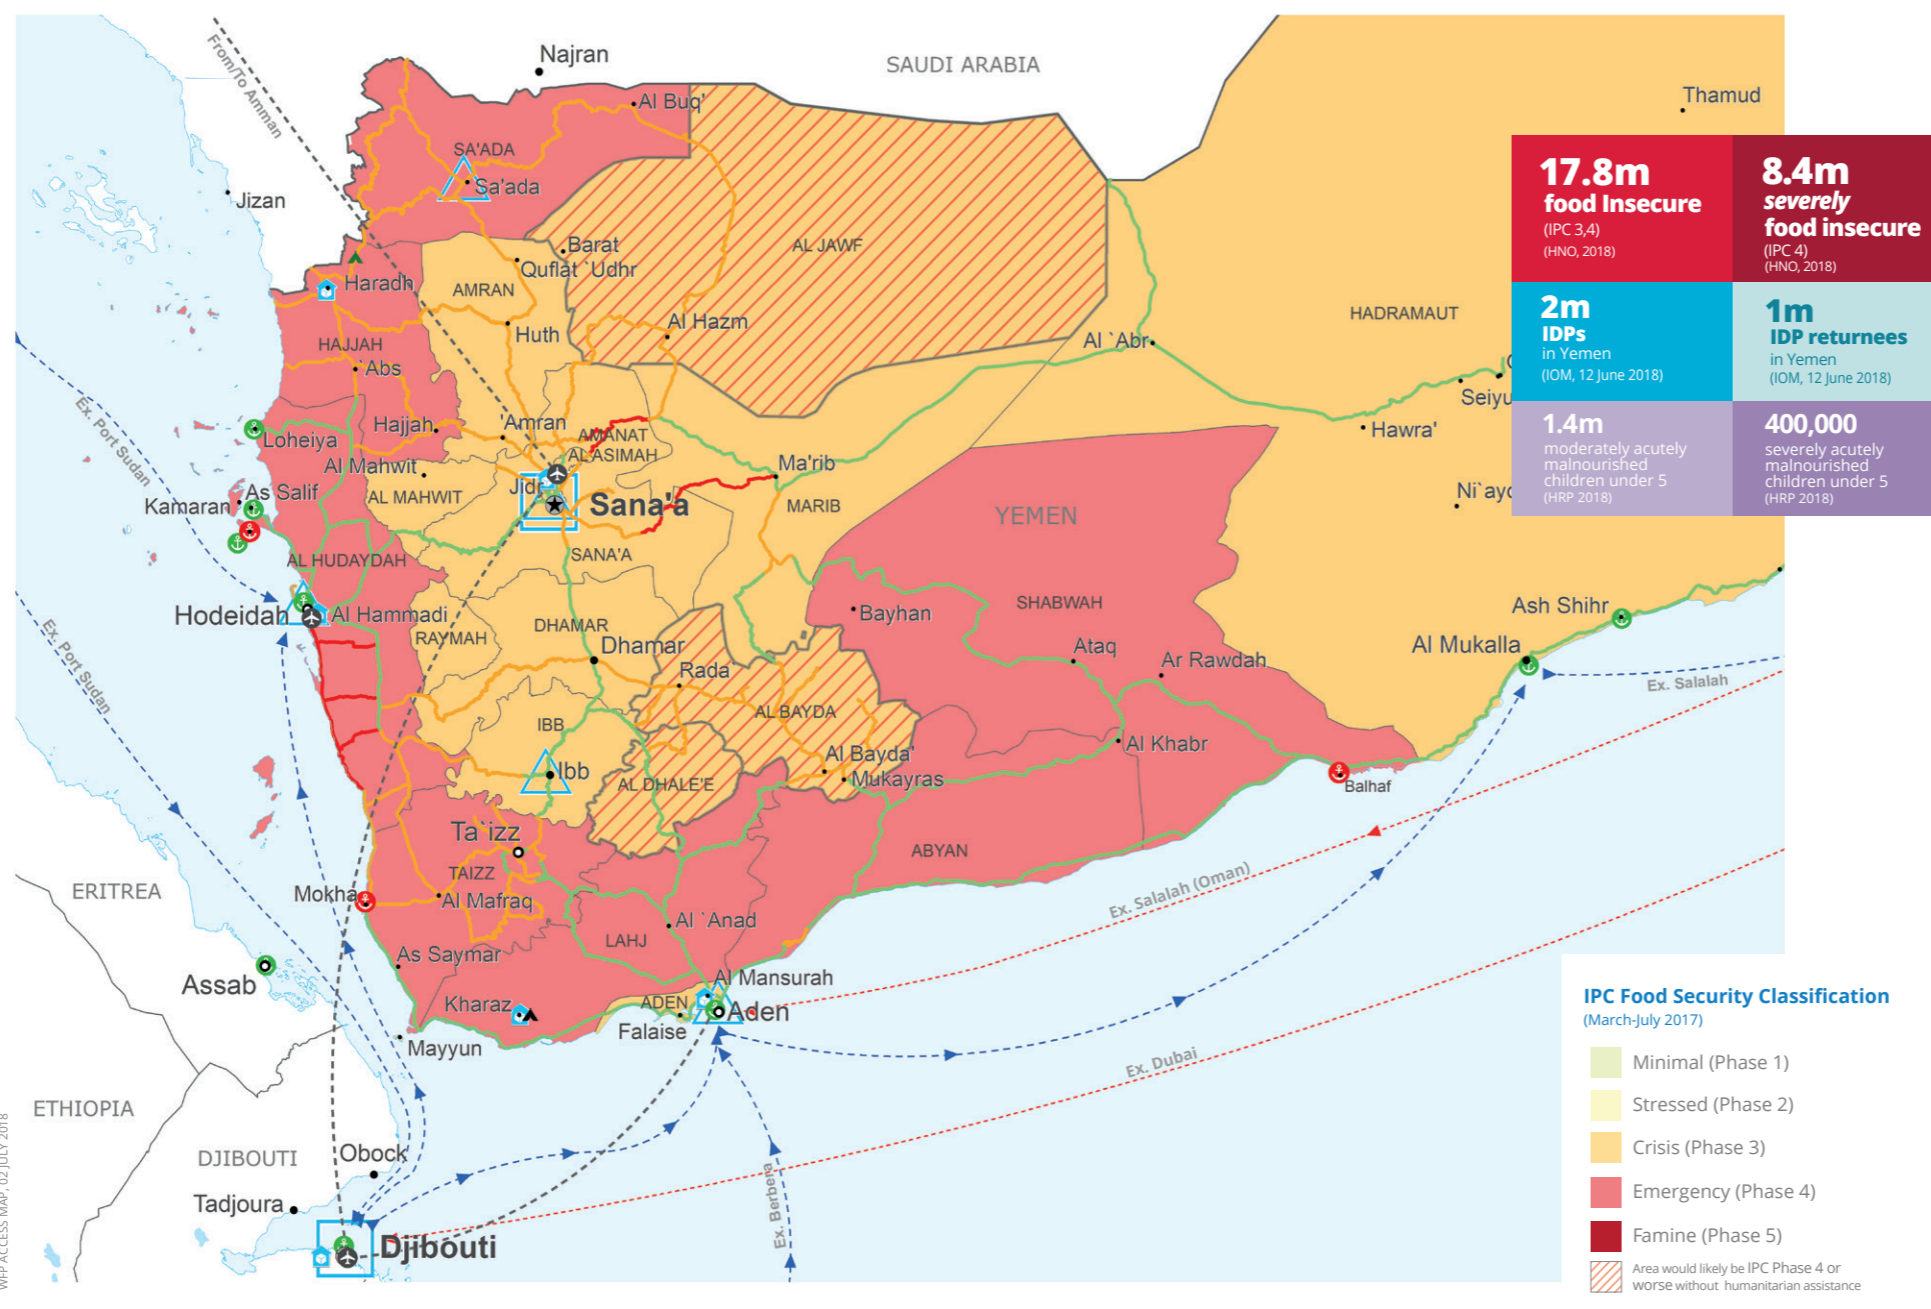 From/To Amman
Najran
SAUDI ARABIA
Thamud
Al Buq'
SA'ADA
Sa'ada
Jizan
Barat
Quflat `Udhr
AL JAWF
Haradh
AMRAN
HADRAMAUT
Al Hazm
Huth
Al `Abr
HAJJAH
`Abs
Seiyu
Ex. Port Sudan
Hajjah
'Amran
AMANAT
AL ASIMAH
Hawra'
Loheiya
Al Mahwit
Ma'rib
AL MAHWIT
Jidr
As Salif
Kamaran
Sana'a
MARIB
YEMEN
Ni`ayd
AL HUDAYDAH
SANA'A
Hodeidah
Al Hammadi
RAYMAH
DHAMAR
Dhamar
Bayhan
SHABWAH
Ash Shihr
Al Mukalla
Ex. Port Sudan
Rada
Ataq
Ar Rawdah
Ex. Salalah
IBB
AL BAYDA
Al Bayda'
Al Khabr
Ibb
AL DHALE'E
Mukayras
Balhaf
Ta`izz
TAIZZ
ABYAN
ERITREA
Mokha
Al Mafraq
Ex. Salalah (Oman)
Al `Anad
LAHJ
As Saymar
Assab
Al Mansurah
Kharaz
ADEN
Aden
Falaise
Mayyun
Ex. Dubai
ETHIOPIA
DJIBOUTI
Obock
Tadjoura
Ex. Berbera
Djibouti
WFP ACCESS MAP, 02 JULY 2018
17.8m
food Insecure
(IPC 3,4)
(HNO, 2018)
8.4m
severely
food insecure
(IPC 4)
(HNO, 2018)
2m
IDPs
in Yemen
(IOM, 12 June 2018)
1m
IDP returnees
in Yemen
(IOM, 12 June 2018)
1.4m
moderately acutely
malnourished
children under 5
(HRP 2018)
400,000
severely acutely
malnourished
children under 5
(HRP 2018)
IPC Food Security Classification
(March-July 2017)
Minimal (Phase 1)
Stressed (Phase 2)
Crisis (Phase 3)
Emergency (Phase 4)
Famine (Phase 5)
Area would likely be IPC Phase 4 or
worse without humanitarian assistance